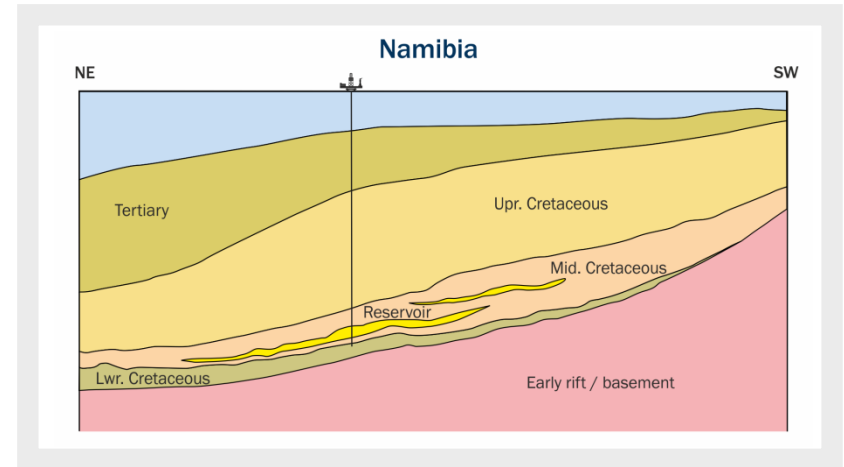 Namibia
NE
SW
Tertiary
Upr. Cretaceous
Mid. Cretaceous
Reservoir
Lwr. Cretaceous
Early rift / basement